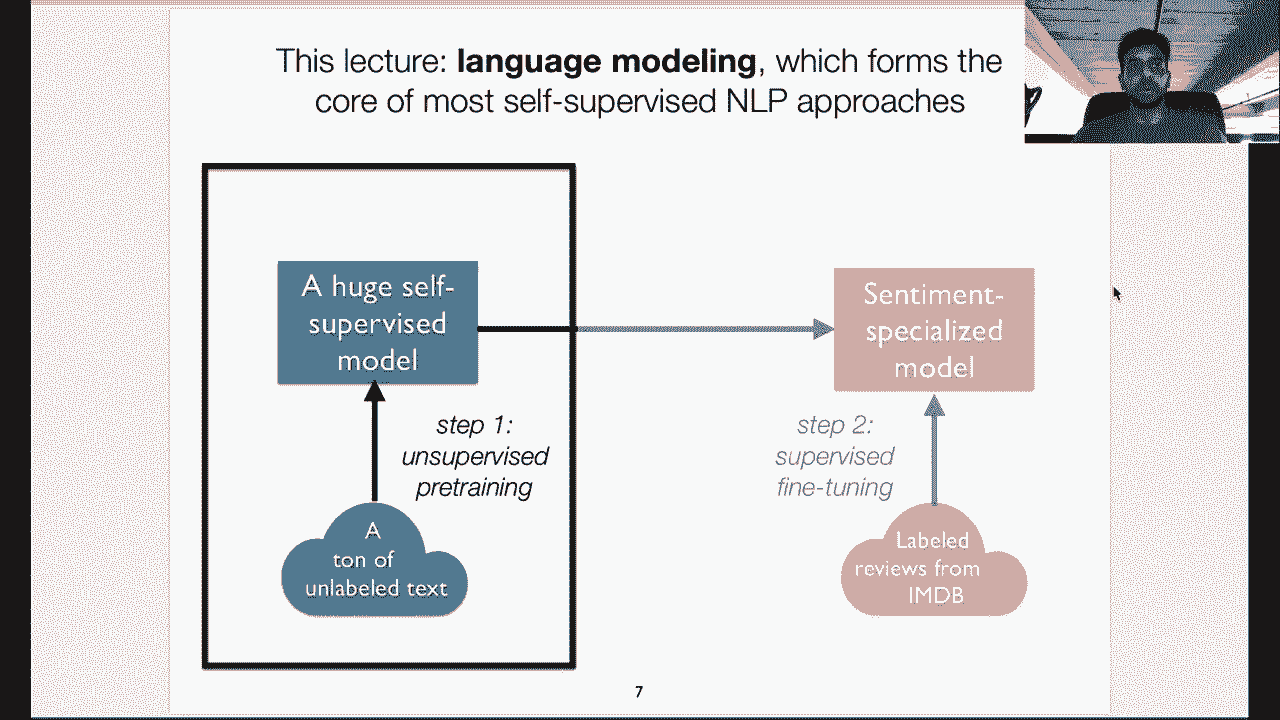 This lecture: language modeling, which forms the
core of most self-supervised NLP approaches
A huge self-
supervised
model
step 1:
unsupervised
pretraining
A
ton of
unlabeled text
Sentiment-
specialized
model
step 2:
supervised
fine-tuning
Labeled
reviews from
IMDB
7